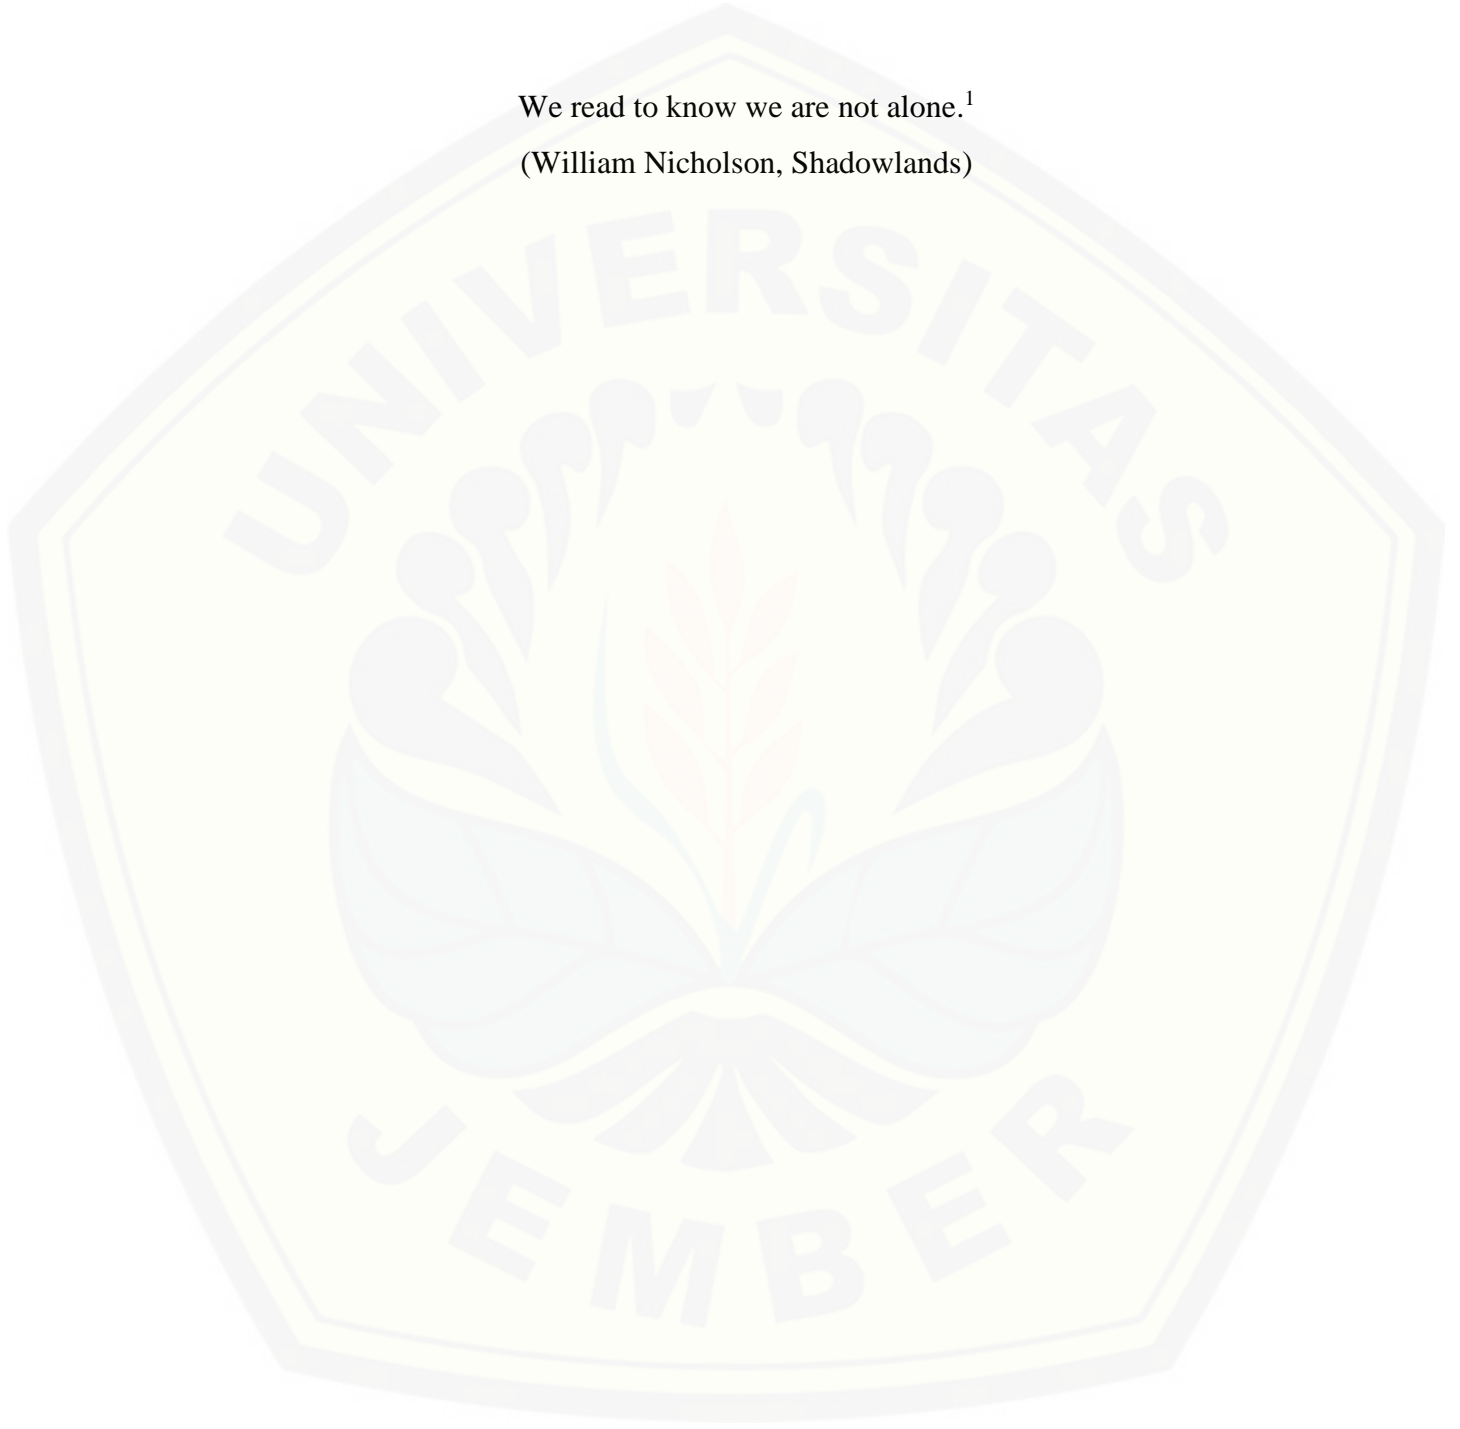 We read to know we are not alone.¹
(William Nicholson, Shadowlands)
UNIVERSITAS
JEMBER